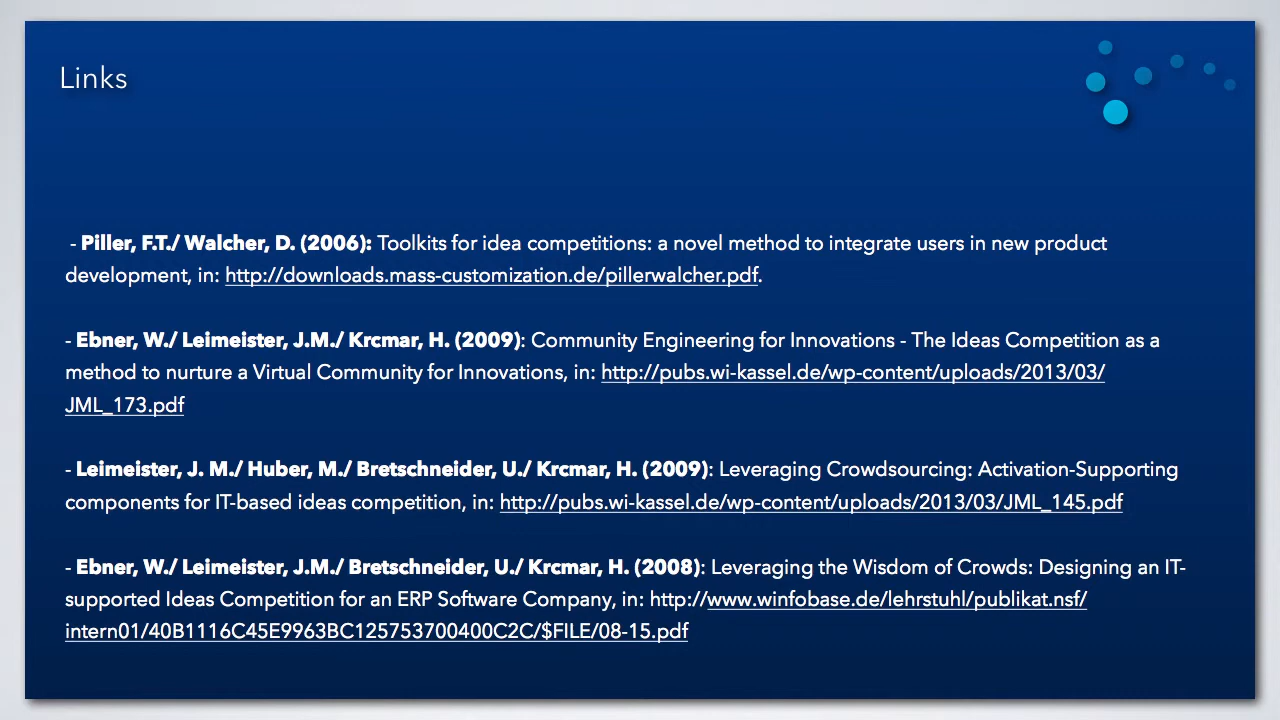 Links
- Piller, F.T./ Walcher, D. (2006): Toolkits for idea competitions: a novel method to integrate users in new product
development, in: http://downloads.mass-customization.de/pillerwalcher.pdf.
- Ebner, W./ Leimeister, J.M./ Krcmar, H. (2009): Community Engineering for Innovations - The Ideas Competition as a
method to nurture a Virtual Community for Innovations, in: http://pubs.wi-kassel.de/wp-content/uploads/2013/03/
JML_173.pdf
- Leimeister, J. M./ Huber, M./ Bretschneider, U./ Krcmar, H. (2009): Leveraging Crowdsourcing: Activation-Supporting
components for IT-based ideas competition, in: http://pubs.wi-kassel.de/wp-content/uploads/2013/03/JML_145.pdf
- Ebner, W./ Leimeister, J.M./ Bretschneider, U./ Krcmar, H. (2008): Leveraging the Wisdom of Crowds: Designing an IT-
supported Ideas Competition for an ERP Software Company, in: http://www.winfobase.de/lehrstuhl/publikat.nsf/
intern01/40B1116C45E9963BC125753700400C2C/$FILE/08-15.pdf